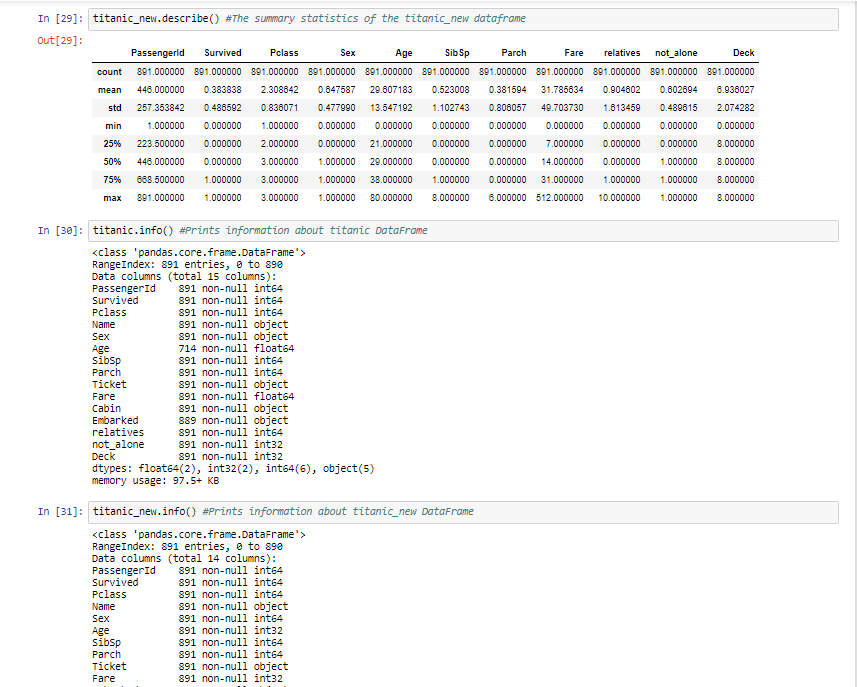 In [29]: titanic_new.describe() #The summary statistics of the titanic_new dataframe
Out[29]:
PassengerId Survived Pclass Sex Age SibSp Parch Fare relatives not_alone Deck
count 891.000000 891.000000 891.000000 891.000000 891.000000 891.000000 891.000000 891.000000 891.000000 891.000000 891.000000
mean 446.000000 0.383838 2.308642 0.647587 29.607183 0.523008 0.381594 31.785634 0.904602 0.602694 6.936027
std 257.353842 0.486592 0.836071 0.477990 13.547192 1.102743 0.806057 49.703730 1.613459 0.489615 2.074282
min 1.000000 0.000000 1.000000 0.000000 0.000000 0.000000 0.000000 0.000000 0.000000 0.000000 0.000000
25% 223.500000 0.000000 2.000000 0.000000 21.000000 0.000000 0.000000 7.000000 0.000000 0.000000 8.000000
50% 446.000000 0.000000 3.000000 1.000000 29.000000 0.000000 0.000000 14.000000 0.000000 1.000000 8.000000
75% 668.500000 1.000000 3.000000 1.000000 38.000000 1.000000 0.000000 31.000000 1.000000 1.000000 8.000000
max 891.000000 1.000000 3.000000 1.000000 80.000000 8.000000 6.000000 512.000000 10.000000 1.000000 8.000000
In [30]: titanic.info() #Prints information about titanic DataFrame
<class 'pandas.core.frame.DataFrame'>
RangeIndex: 891 entries, 0 to 890
Data columns (total 15 columns):
PassengerId 891 non-null int64
Survived 891 non-null int64
Pclass 891 non-null int64
Name 891 non-null object
Sex 891 non-null object
Age 714 non-null float64
SibSp 891 non-null int64
Parch 891 non-null int64
Ticket 891 non-null object
Fare 891 non-null float64
Cabin 891 non-null object
Embarked 889 non-null object
relatives 891 non-null int64
not_alone 891 non-null int32
Deck 891 non-null int32
dtypes: float64(2), int32(2), int64(6), object(5)
memory usage: 97.5+ KB
In [31]: titanic_new.info() #Prints information about titanic_new DataFrame
<class 'pandas.core.frame.DataFrame'>
RangeIndex: 891 entries, 0 to 890
Data columns (total 14 columns):
PassengerId 891 non-null int64
Survived 891 non-null int64
Pclass 891 non-null int64
Name 891 non-null object
Sex 891 non-null int64
Age 891 non-null int32
SibSp 891 non-null int64
Parch 891 non-null int64
Ticket 891 non-null object
Fare 891 non-null int32